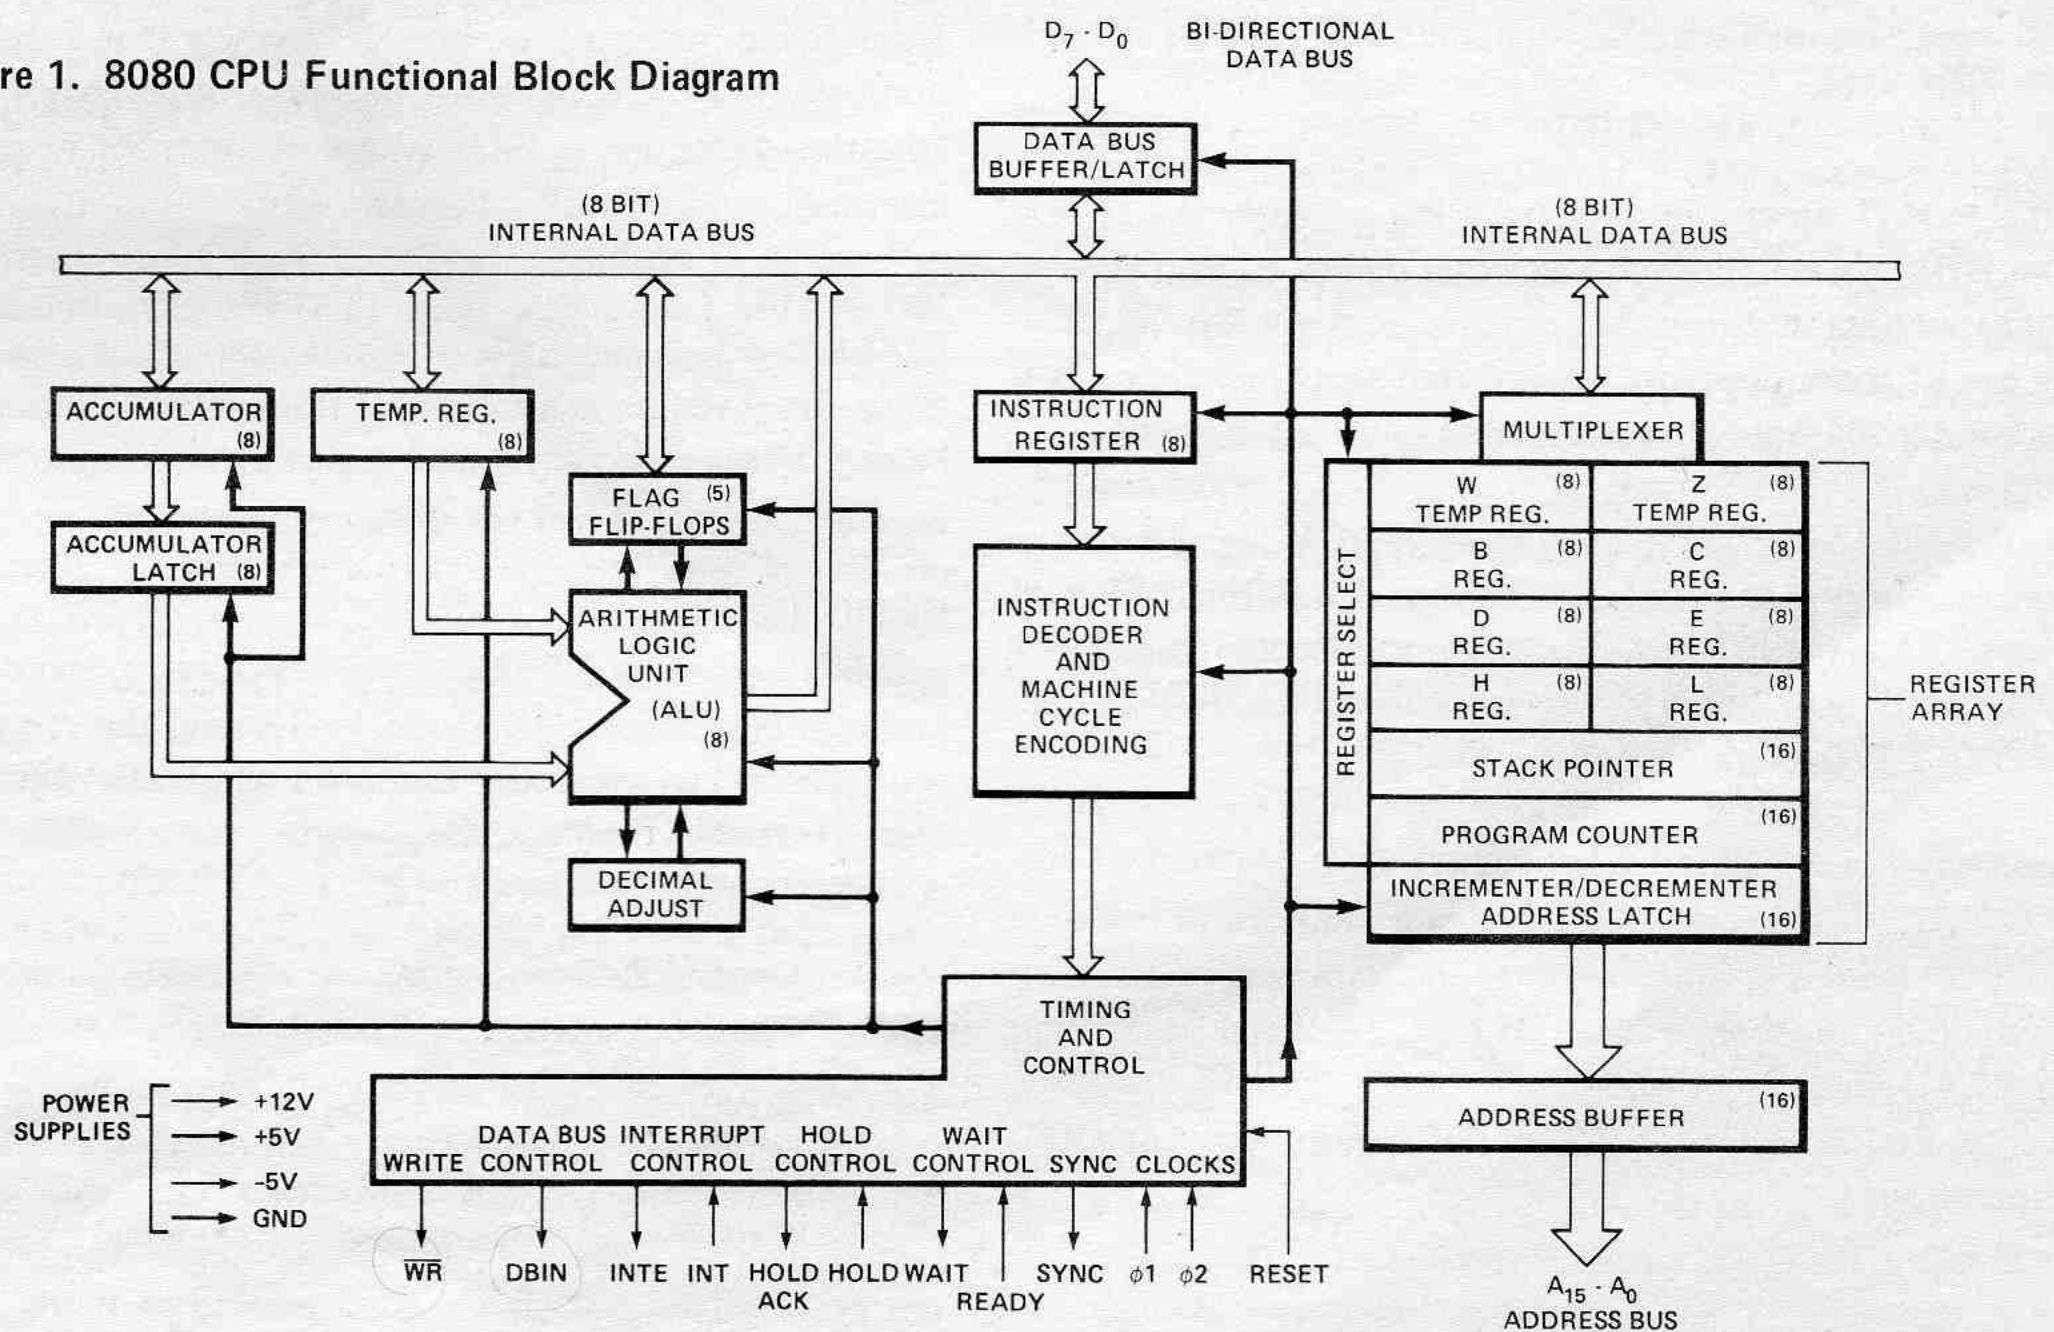 re 1. 8080 CPU Functional Block Diagram
D7 - D0
BI-DIRECTIONAL
DATA BUS
DATA BUS
BUFFER/LATCH
(8 BIT)
INTERNAL DATA BUS
(8 BIT)
INTERNAL DATA BUS
ACCUMULATOR
(8)
TEMP. REG.
(8)
FLAG (5)
FLIP-FLOPS
ACCUMULATOR
LATCH (8)
ARITHMETIC
LOGIC
UNIT
(ALU)
(8)
DECIMAL
ADJUST
INSTRUCTION
REGISTER (8)
INSTRUCTION
DECODER
AND
MACHINE
CYCLE
ENCODING
MULTIPLEXER
REGISTER SELECT
W (8)
TEMP REG.
Z (8)
TEMP REG.
B (8)
REG.
C (8)
REG.
D (8)
REG.
E (8)
REG.
H (8)
REG.
L (8)
REG.
(16)
STACK POINTER
(16)
PROGRAM COUNTER
INCREMENTER/DECREMENTER
ADDRESS LATCH (16)
REGISTER
ARRAY
TIMING
AND
CONTROL
POWER
SUPPLIES
+12V
+5V
-5V
GND
WRITE
DATA BUS
CONTROL
INTERRUPT
CONTROL
HOLD
CONTROL
WAIT
CONTROL
SYNC
CLOCKS
W̅R̅
DBIN
INTE
INT
HOLD
ACK
HOLD
WAIT
READY
SYNC
ϕ1
ϕ2
RESET
ADDRESS BUFFER (16)
A15 - A0
ADDRESS BUS